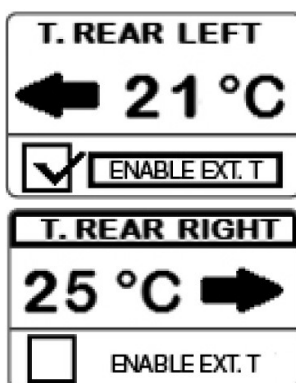 T. REAR LEFT
21 °C
ENABLE EXT. T
T. REAR RIGHT
25 °C
ENABLE EXT. T